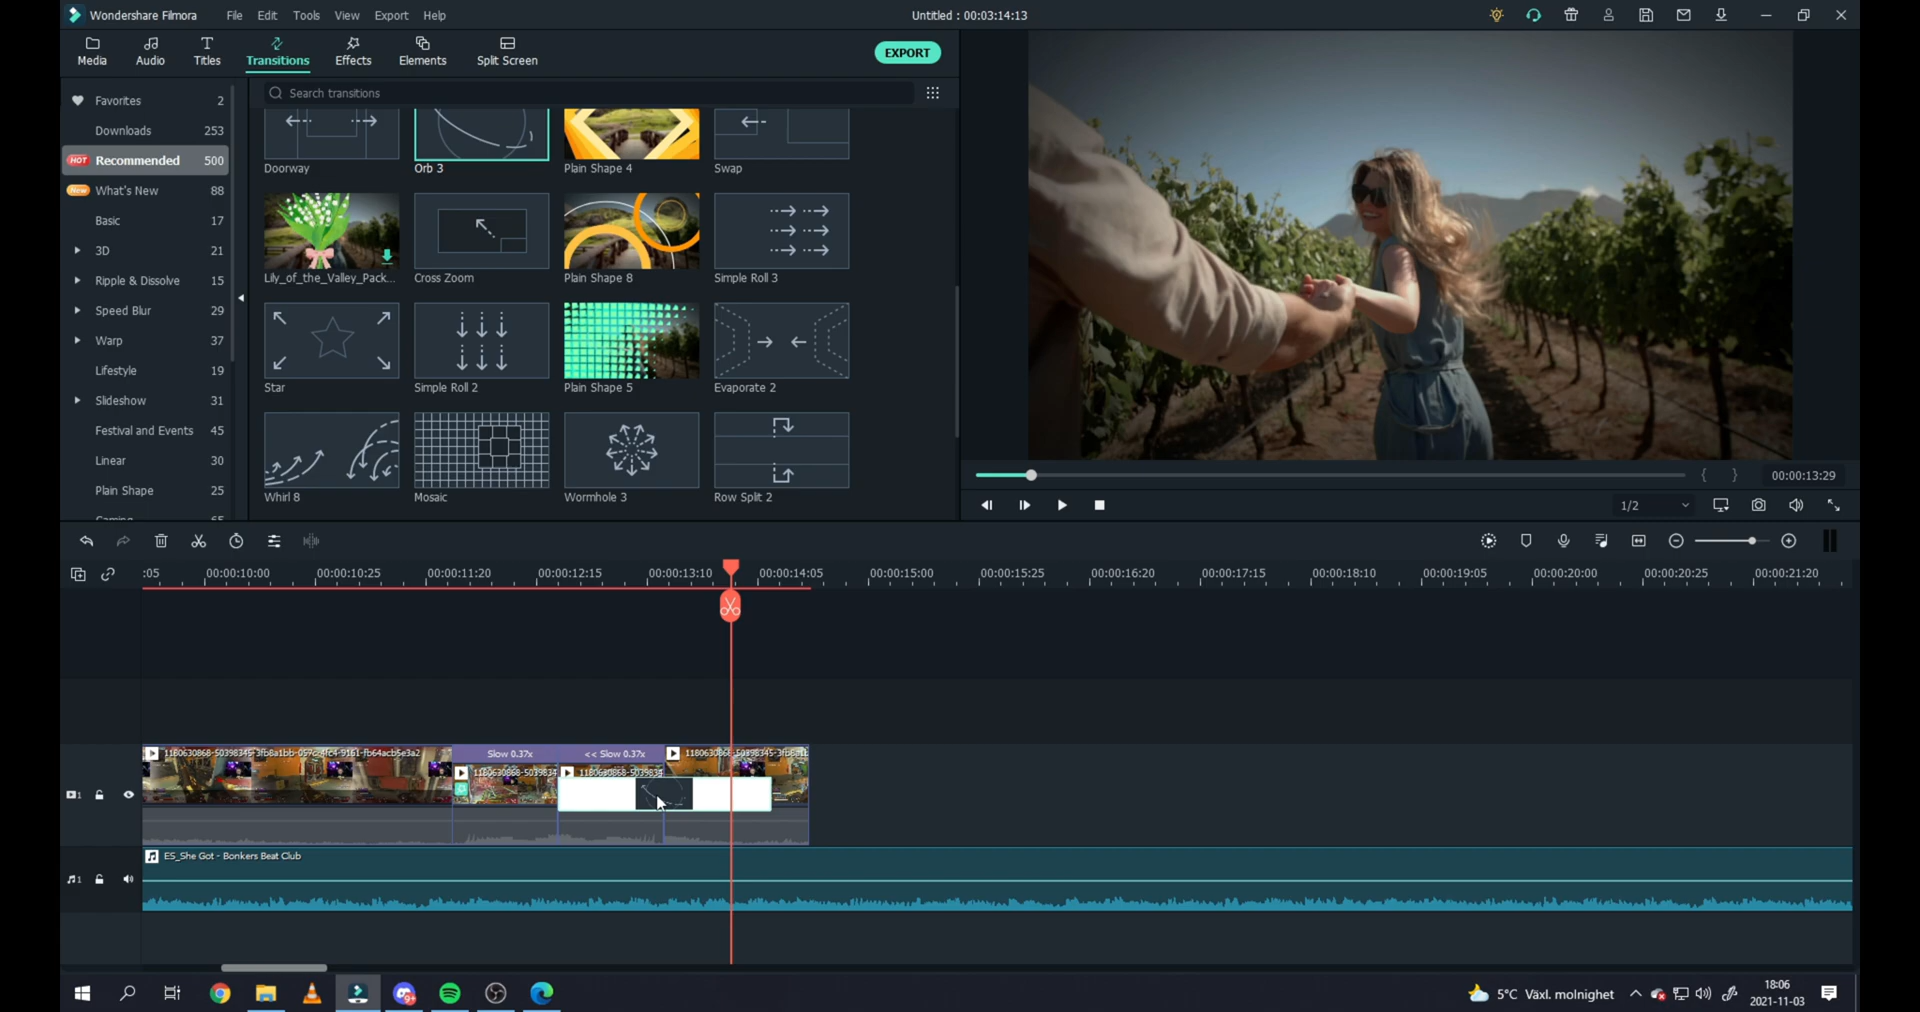 Wondershare Filmora File Edit Tools View Export Help Untitled : 00:03:14:13
Media Audio Titles Transitions Effects Elements Split Screen EXPORT
Favorites 2
Downloads 253
HOT Recommended 500
New What's New 88
Basic 17
3D 21
Ripple & Dissolve 15
Speed Blur 29
Warp 37
Lifestyle 19
Slideshow 31
Festival and Events 45
Linear 30
Plain Shape 25
Gaming 65
Search transitions
Doorway Orb 3 Plain Shape 4 Swap
Lily_of_the_Valley_Pack... Cross Zoom Plain Shape 8 Simple Roll 3
Star Simple Roll 2 Plain Shape 5 Evaporate 2
Whirl 8 Mosaic Wormhole 3 Row Split 2
{ } 00:00:13:29
1/2
:05 00:00:10:00 00:00:10:25 00:00:11:20 00:00:12:15 00:00:13:10 00:00:14:05 00:00:15:00 00:00:15:25 00:00:16:20 00:00:17:15 00:00:18:10 00:00:19:05 00:00:20:00 00:00:20:25 00:00:21:20
Slow 0.37x << Slow 0.37x
1
ES_She Got - Bonkers Beat Club
1
9+
5°C Växl. molnighet
18:06
2021-11-03